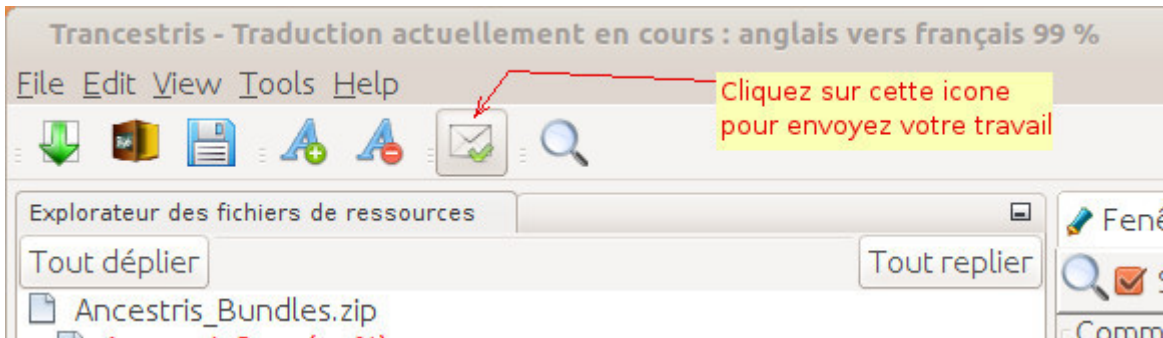 Trancestris - Traduction actuellement en cours : anglais vers français 99 %
File Edit View Tools Help
Cliquez sur cette icone
pour envoyez votre travail
Explorateur des fichiers de ressources
Tout déplier
Tout replier
Ancestris_Bundles.zip